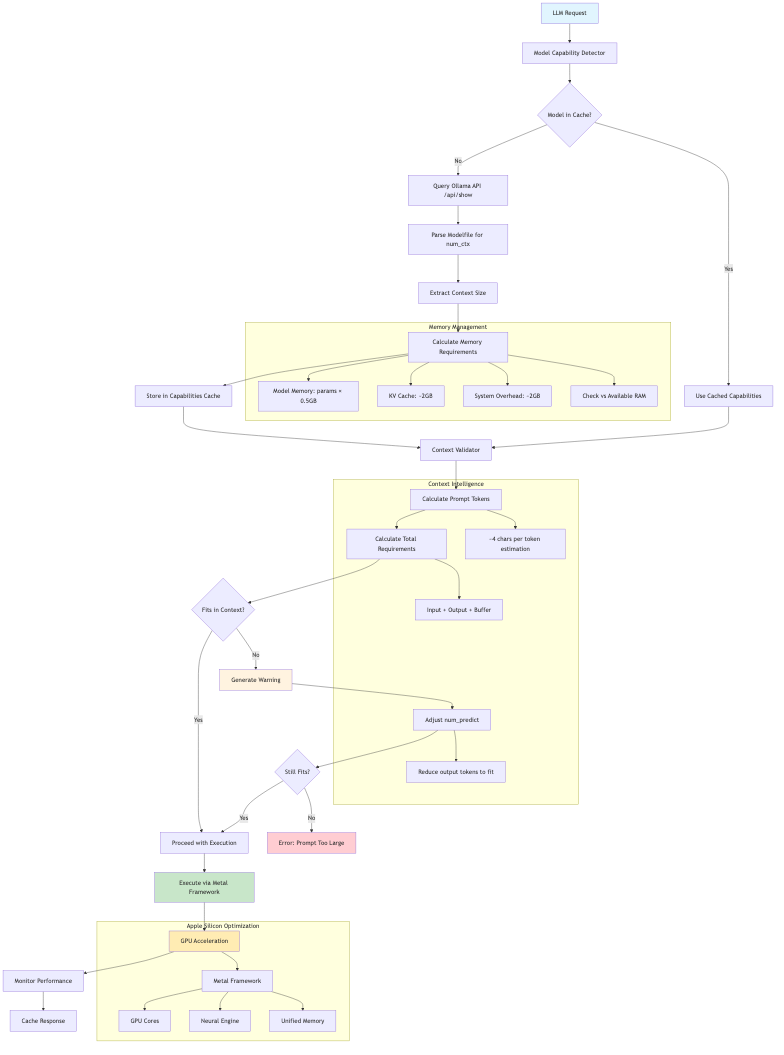 LLM Request
Model Capability Detector
Model In Cache?
No
Yes
Query Ollama API
/api/show
Parse Modelfile for
num_ctx
Extract Context Size
Memory Management
Calculate Memory
Requirements
Store in Capabilities Cache
Model Memory: params ×
0.5GB
KV Cache: ~2GB
System Overhead: ~2GB
Check vs Available RAM
Use Cached Capabilities
Context Validator
Context Intelligence
Calculate Prompt Tokens
Calculate Total
Requirements
~4 chars per token
estimation
Fits in Context?
Input + Output + Buffer
No
Generate Warning
Yes
Adjust num_predict
Still Fits?
Reduce output tokens to fit
Yes
No
Proceed with Execution
Error: Prompt Too Large
Execute via Metal
Framework
Apple Silicon Optimization
GPU Acceleration
Monitor Performance
Metal Framework
Cache Response
GPU Cores
Neural Engine
Unified Memory